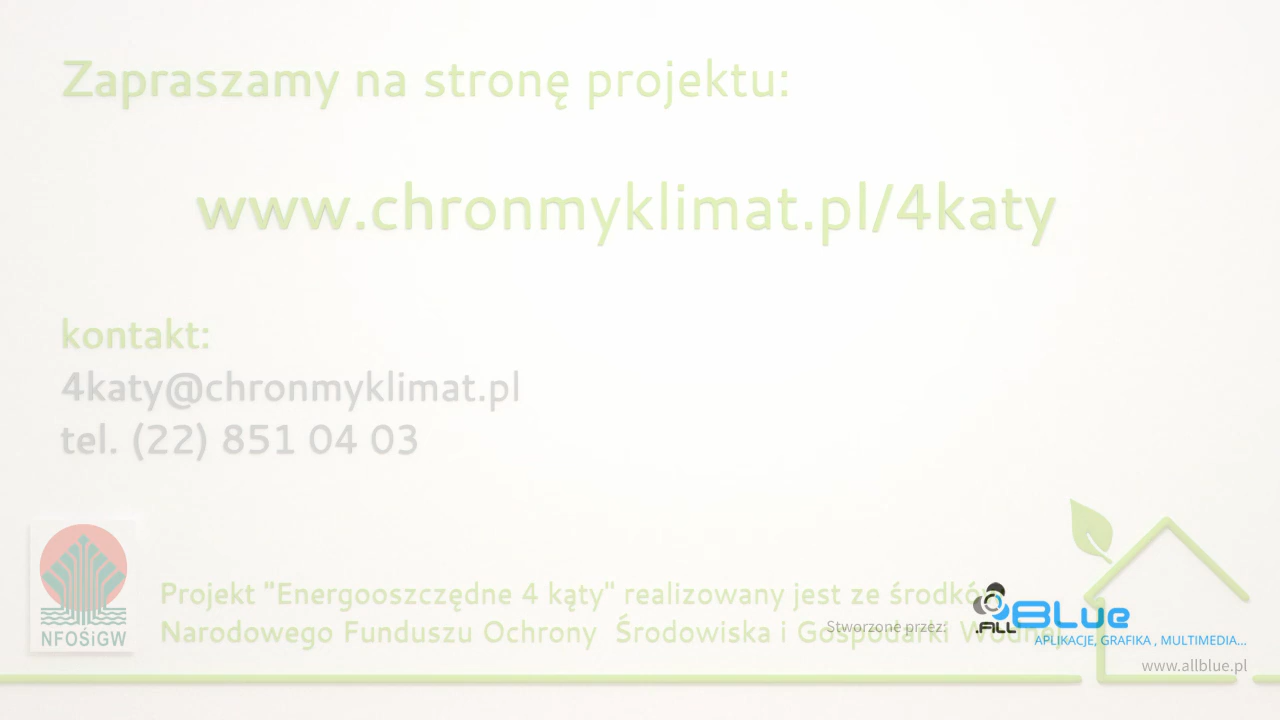 Zapraszamy na stronę projektu:
www.chronmyklimat.pl/4katy
kontakt:
4katy@chronmyklimat.pl
tel. (22) 851 04 03
NFOŚiGW
Projekt "Energooszczędne 4 kąty" realizowany jest ze środków
Narodowego Funduszu Ochrony Środowiska i Gospodarki Wodnej
Stworzone przez:
.ALL BLue
APLIKACJE, GRAFIKA , MULTIMEDIA...
www.allblue.pl